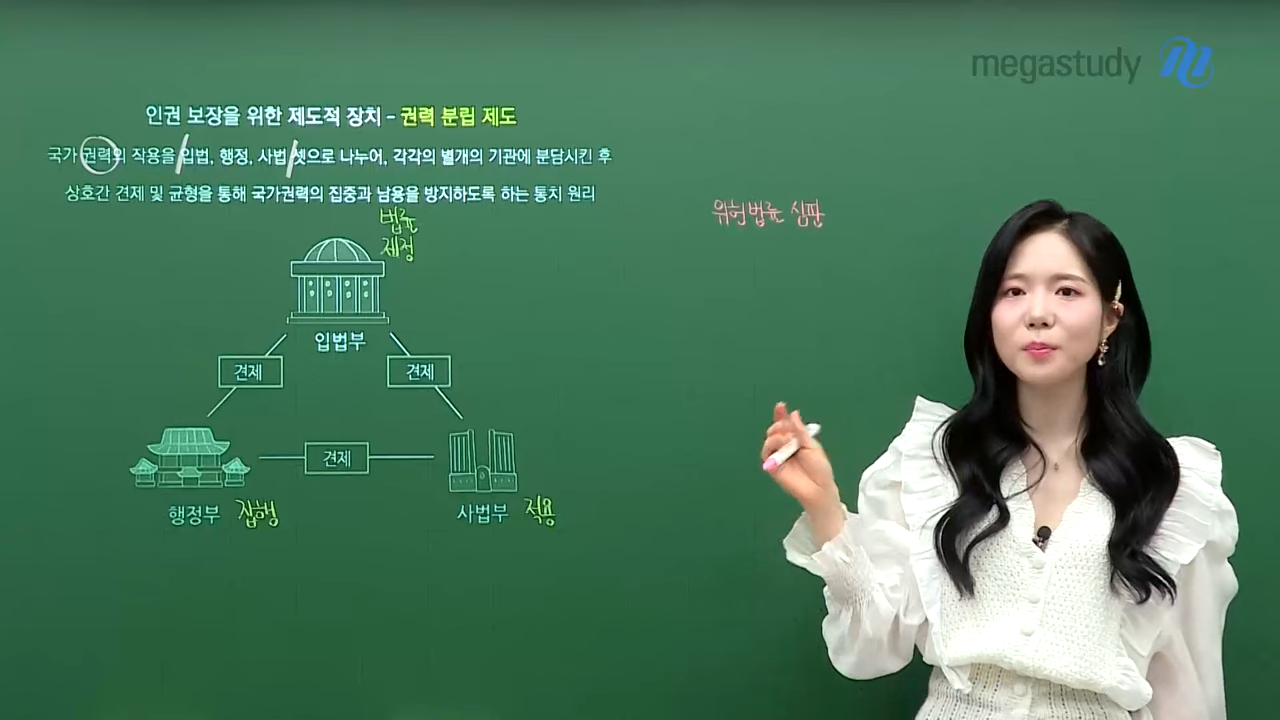 megastudy
인권 보장을 위한 제도적 장치 - 권력 분립 제도
국가 권력의 작용을 입법, 행정, 사법 셋으로 나누어, 각각의 별개의 기관에 분담시킨 후
상호간 견제 및 균형을 통해 국가권력의 집중과 남용을 방지하도록 하는 통치 원리
법률
제정
위헌법률 심판
입법부
견제
견제
견제
행정부 집행
사법부 적용